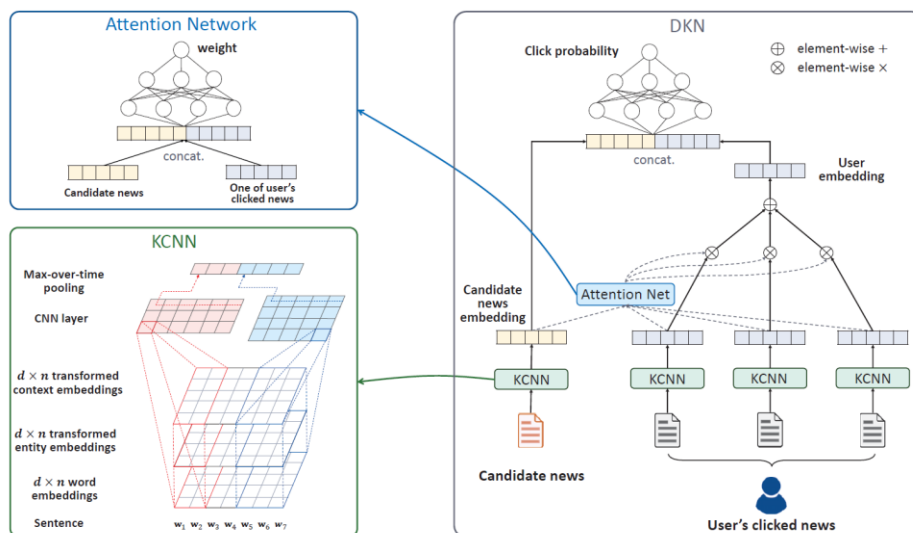 Attention Network
weight
concat.
Candidate news
One of user's
clicked news
KCNN
Max-over-time
pooling
CNN layer
d × n transformed
context embeddings
d × n transformed
entity embeddings
d × n word
embeddings
Sentence
w₁ w₂ w₃ w₄ w₅ w₆ w₇
DKN
Click probability
element-wise +
element-wise ×
concat.
User
embedding
Candidate
news
embedding
Attention Net
KCNN
KCNN
KCNN
KCNN
Candidate news
User's clicked news